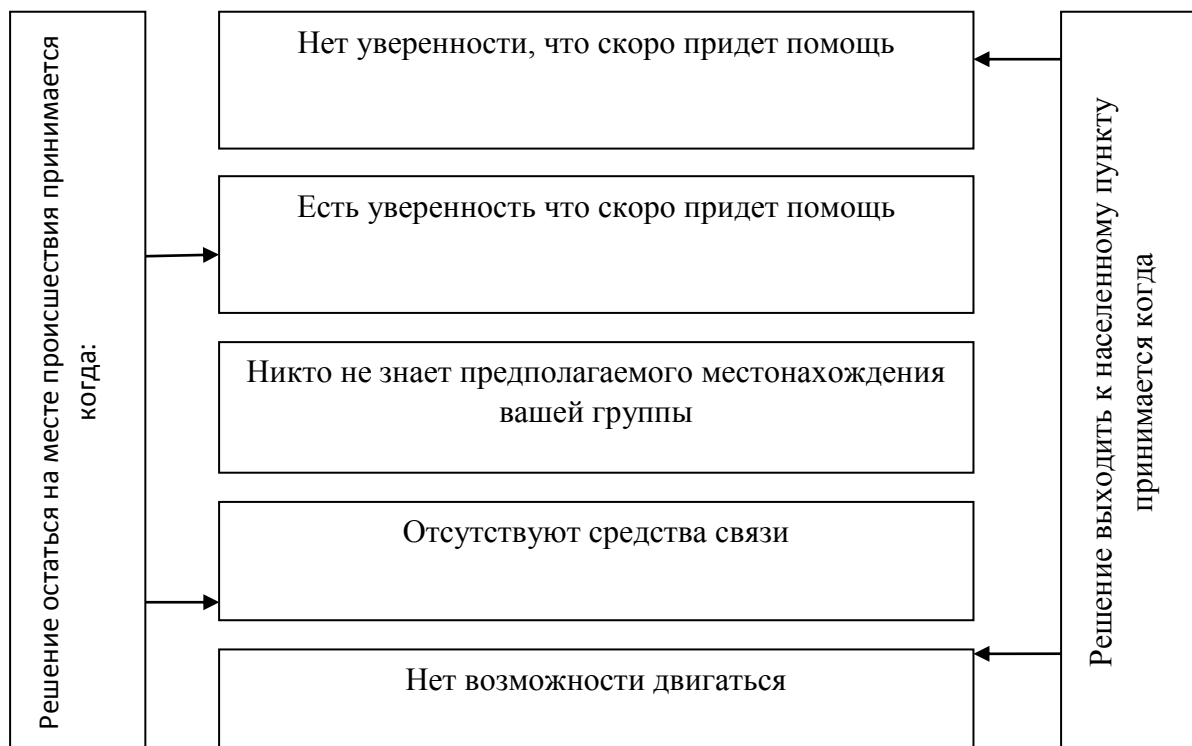 Решение остаться на месте происшествия принимается
когда:
Нет уверенности, что скоро придет помощь
Есть уверенность что скоро придет помощь
Никто не знает предполагаемого местонахождения
вашей группы
Отсутствуют средства связи
Нет возможности двигаться
Решение выходить к населенному пункту
принимается когда